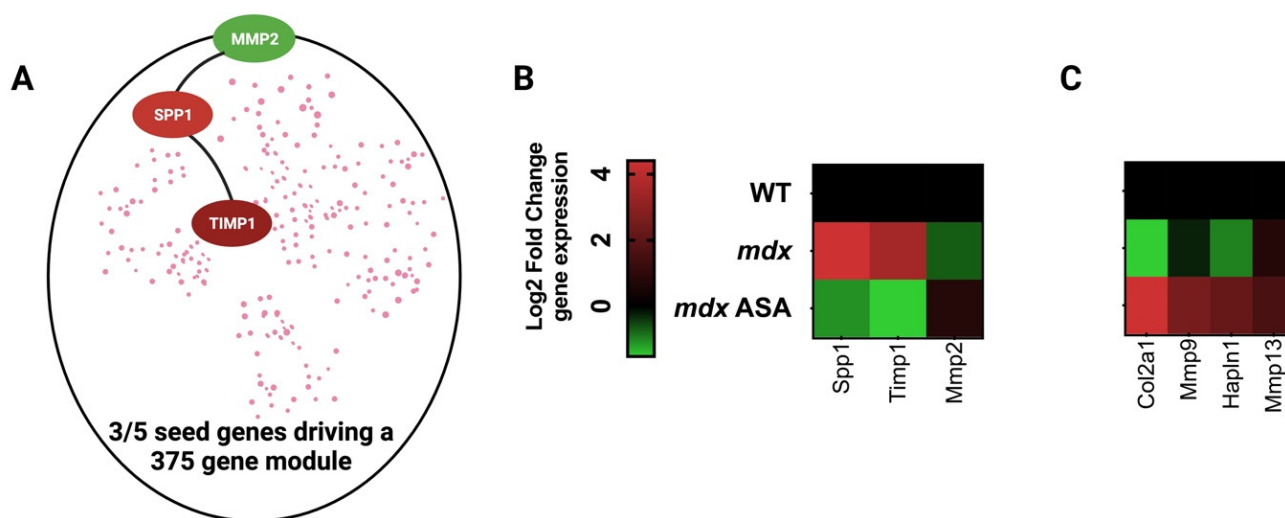 A
MMP2
SPP1
TIMP1
3/5 seed genes driving a
375 gene module
B
Log2 Fold Change
gene expression
4
2
0
WT
mdx
mdx ASA
Spp1
Timp1
Mmp2
C
Col2a1
Mmp9
Hapln1
Mmp13